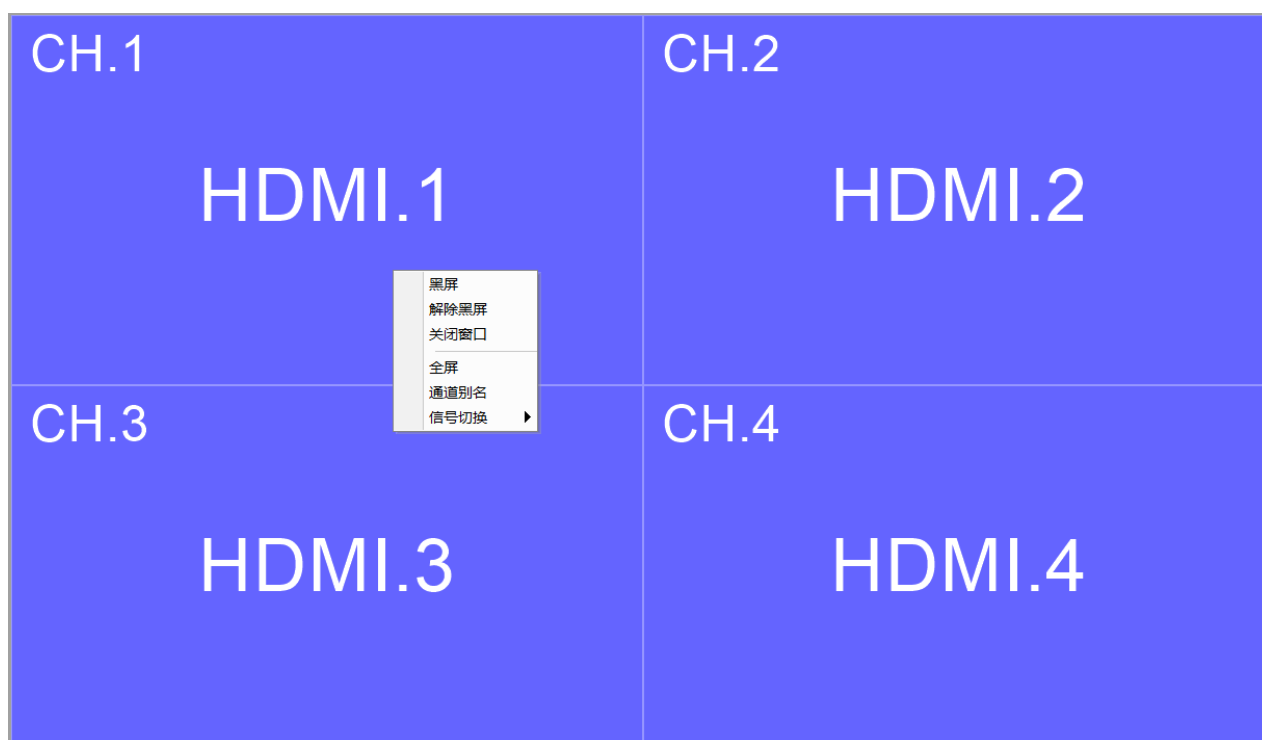 CH.1
CH.2
HDMI.1
HDMI.2
黑屏
解除黑屏
关闭窗口
全屏
通道别名
信号切换
CH.3
CH.4
HDMI.3
HDMI.4